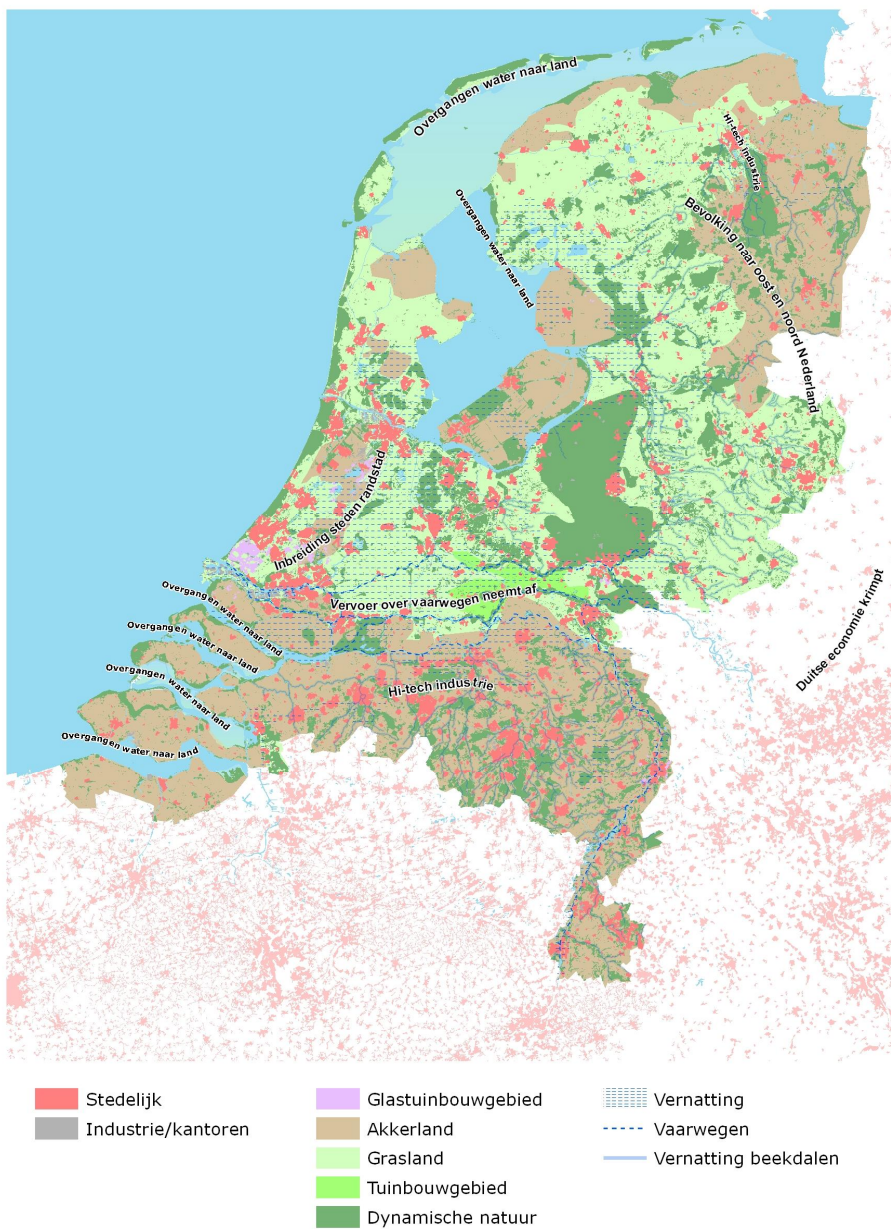 Overgangen water naar land
Hi-tech industrie
Overgangen water naar land
Bevolking naar oost en noord Nederland
Inbreiding steden randstad
Vervoer over vaarwegen neemt af
Overgangen water naar land
Overgangen water naar land
Duitse economie krimpt
Overgangen water naar land
Hi-tech industrie
Overgangen water naar land
Stedelijk
Industrie/kantoren
Glastuinbouwgebied
Akkerland
Grasland
Tuinbouwgebied
Dynamische natuur
Vernatting
Vaarwegen
Vernatting beekdalen